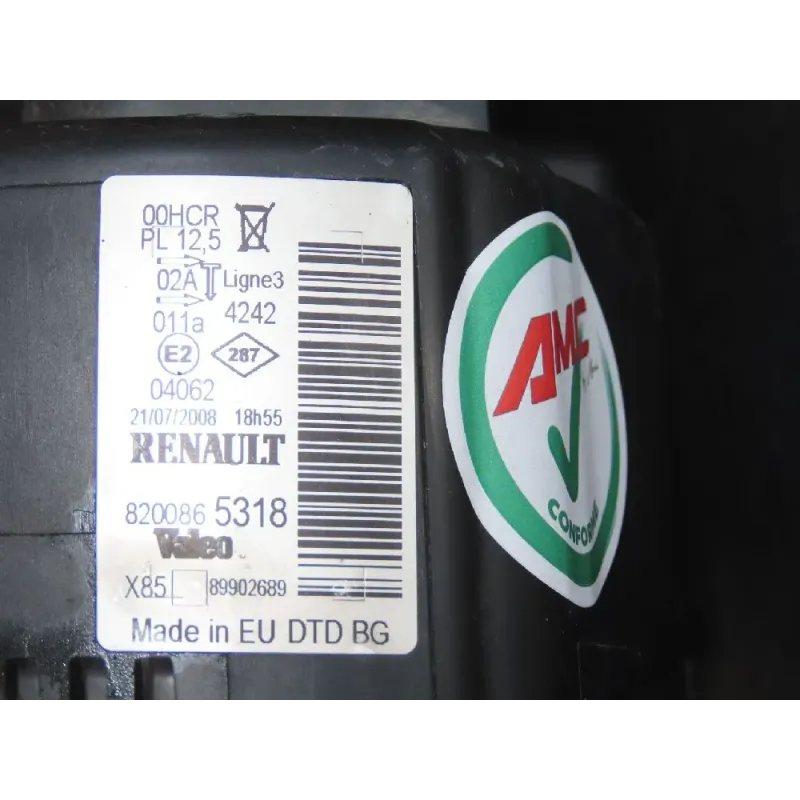 00HCR
PL 12,5
02A Ligne3
011a 4242
E2 287
04062
21/07/2008 18h55
RENAULT
820086 5318
Valeo
X85 89902689
Made in EU DTD BG
AMC
CONFORME